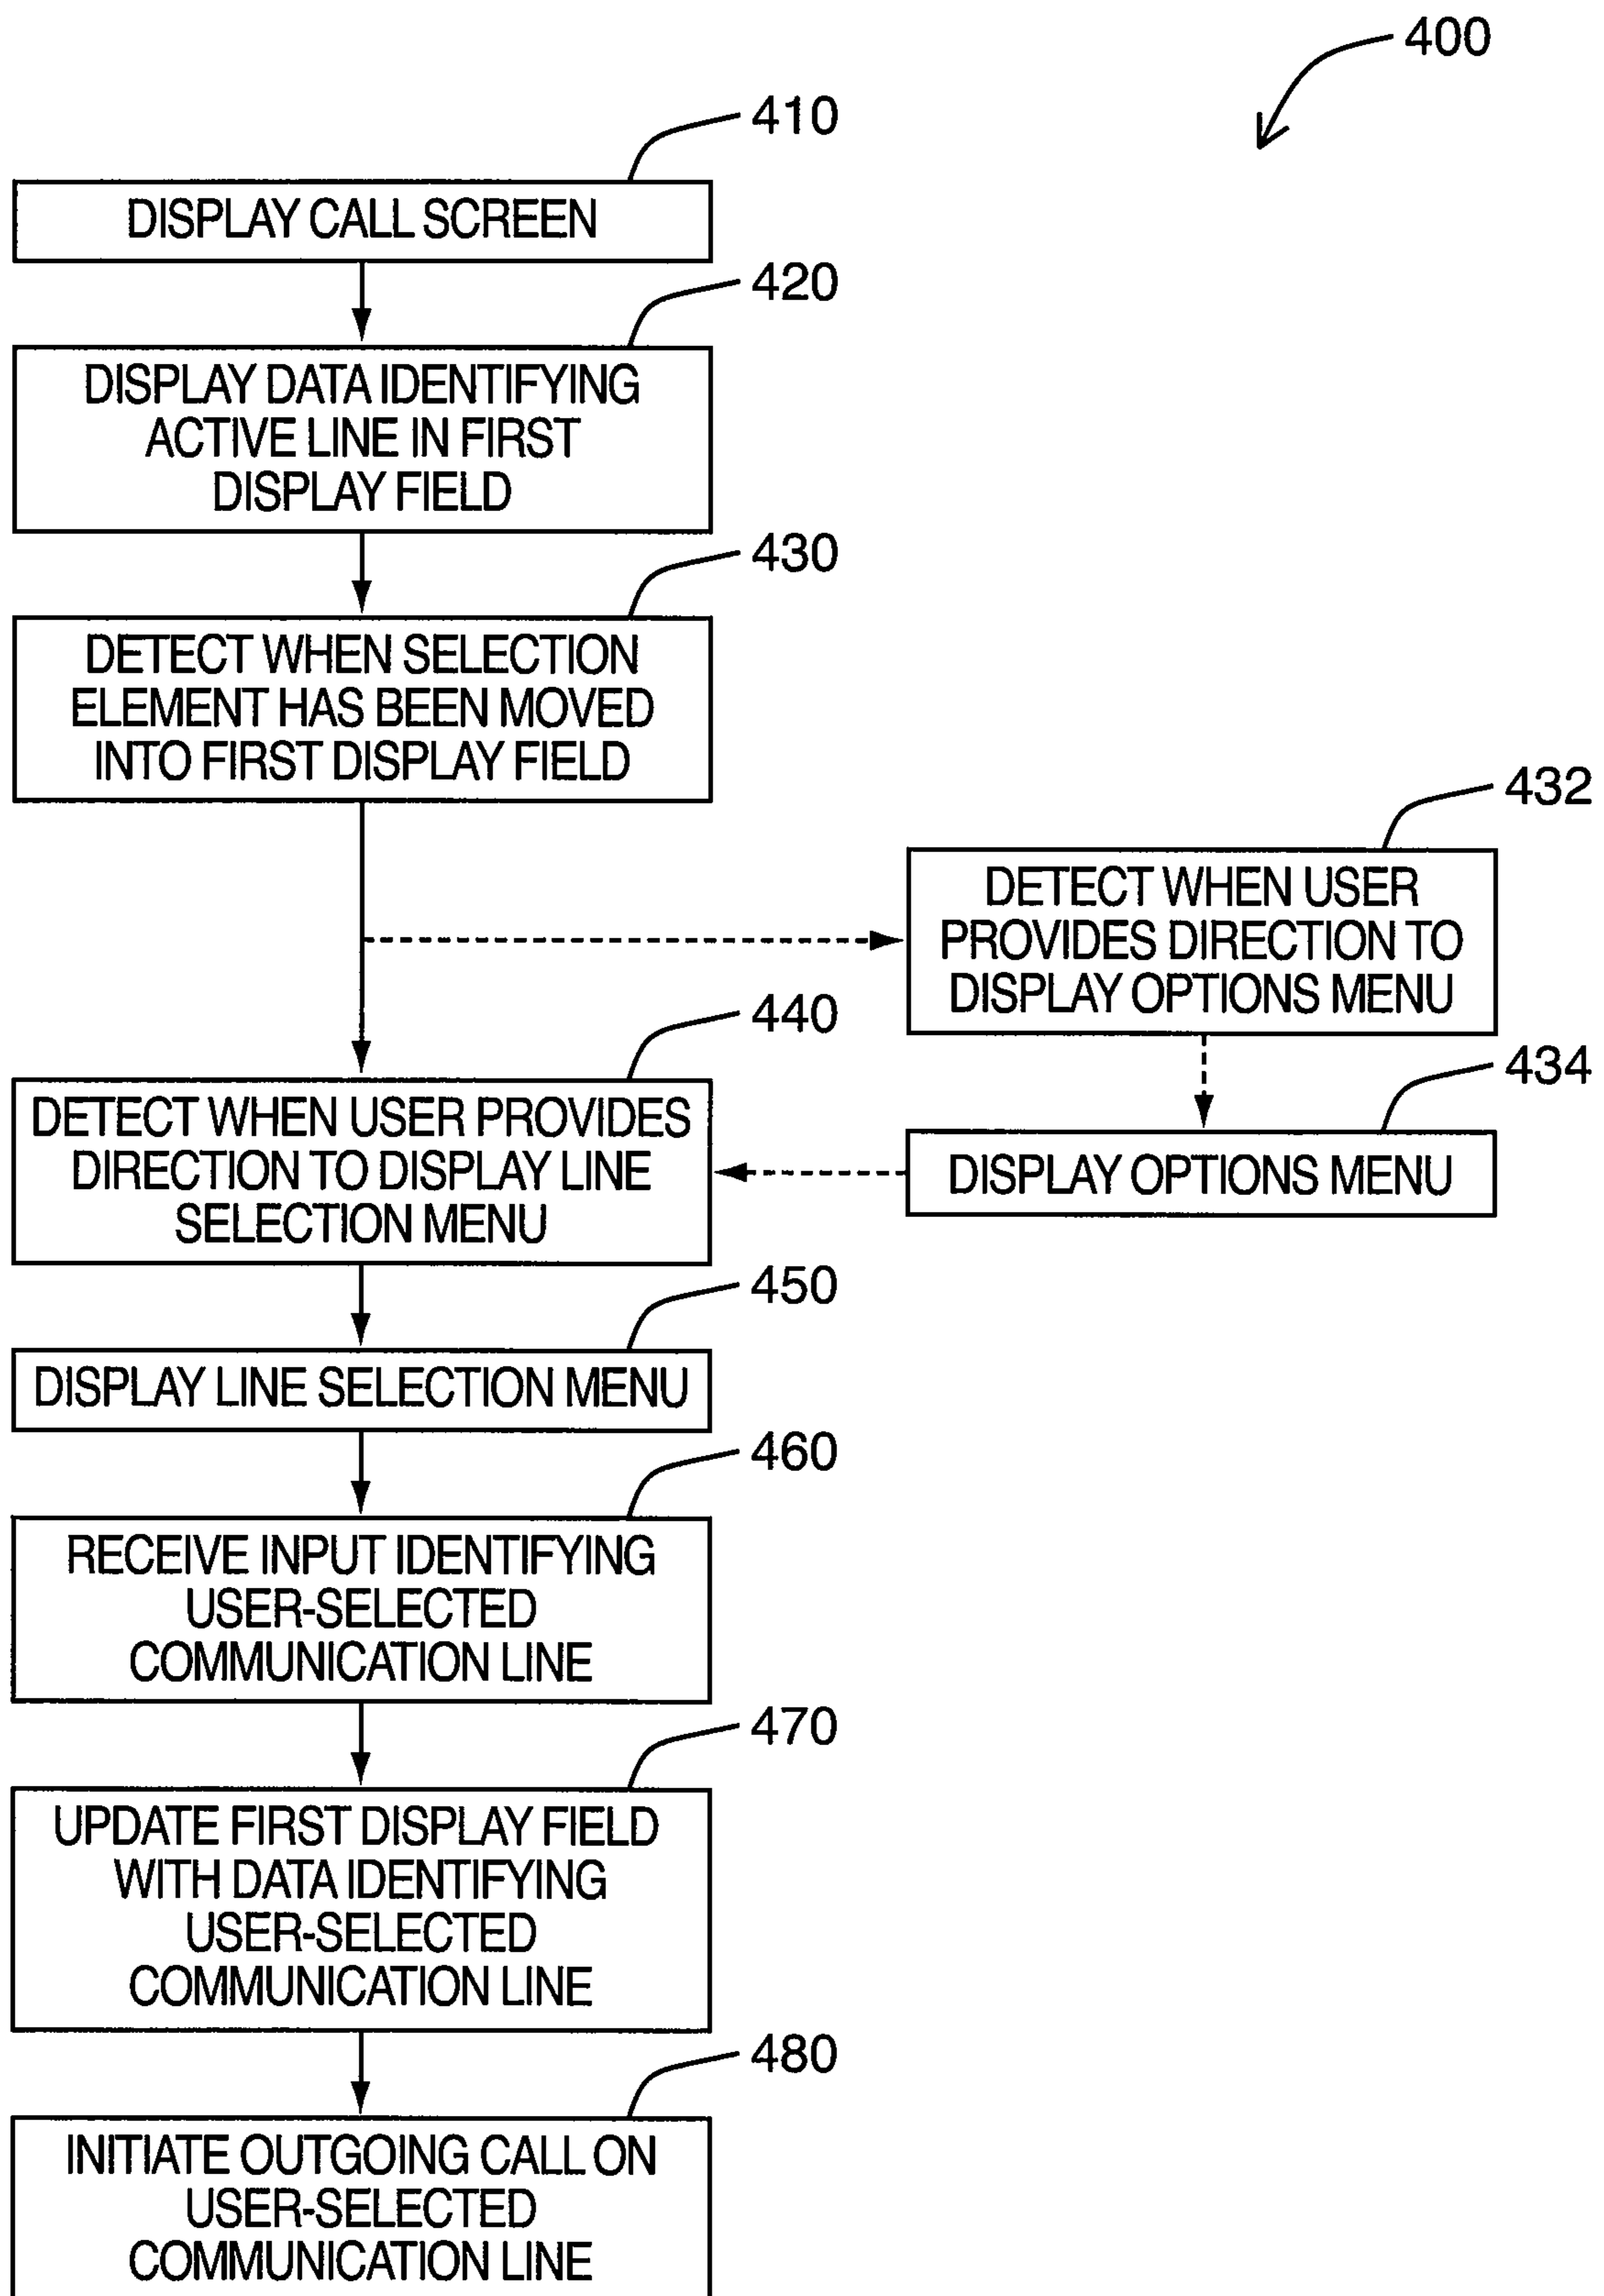 400
410
DISPLAY CALL SCREEN
420
DISPLAY DATA IDENTIFYING
ACTIVE LINE IN FIRST
DISPLAY FIELD
430
DETECT WHEN SELECTION
ELEMENT HAS BEEN MOVED
INTO FIRST DISPLAY FIELD
432
DETECT WHEN USER
PROVIDES DIRECTION TO
DISPLAY OPTIONS MENU
434
DISPLAY OPTIONS MENU
440
DETECT WHEN USER PROVIDES
DIRECTION TO DISPLAY LINE
SELECTION MENU
450
DISPLAY LINE SELECTION MENU
460
RECEIVE INPUT IDENTIFYING
USER-SELECTED
COMMUNICATION LINE
470
UPDATE FIRST DISPLAY FIELD
WITH DATA IDENTIFYING
USER-SELECTED
COMMUNICATION LINE
480
INITIATE OUTGOING CALL ON
USER-SELECTED
COMMUNICATION LINE